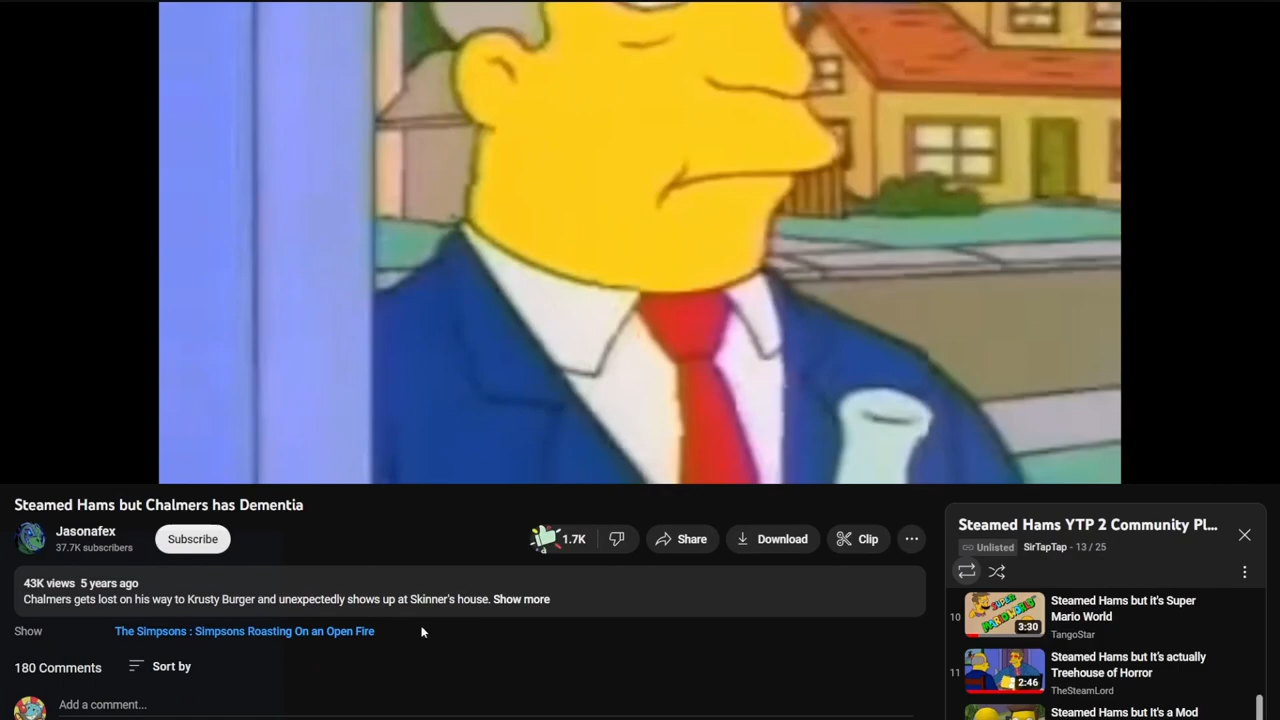 Steamed Hams but Chalmers has Dementia
Jasonafex
37.7K subscribers
Subscribe
1.7K
Share
Download
Clip
43K views 5 years ago
Chalmers gets lost on his way to Krusty Burger and unexpectedly shows up at Skinner's house. Show more
Show
The Simpsons : Simpsons Roasting On an Open Fire
180 Comments
Sort by
Add a comment...
Steamed Hams YTP 2 Community Pl...
Unlisted
SirTapTap - 13 / 25
10
SUPER
MARIO WORLD
3:30
Steamed Hams but it's Super
Mario World
TangoStar
11
2:46
Steamed Hams but It's actually
Treehouse of Horror
TheSteamLord
Steamed Hams but It's a Mod